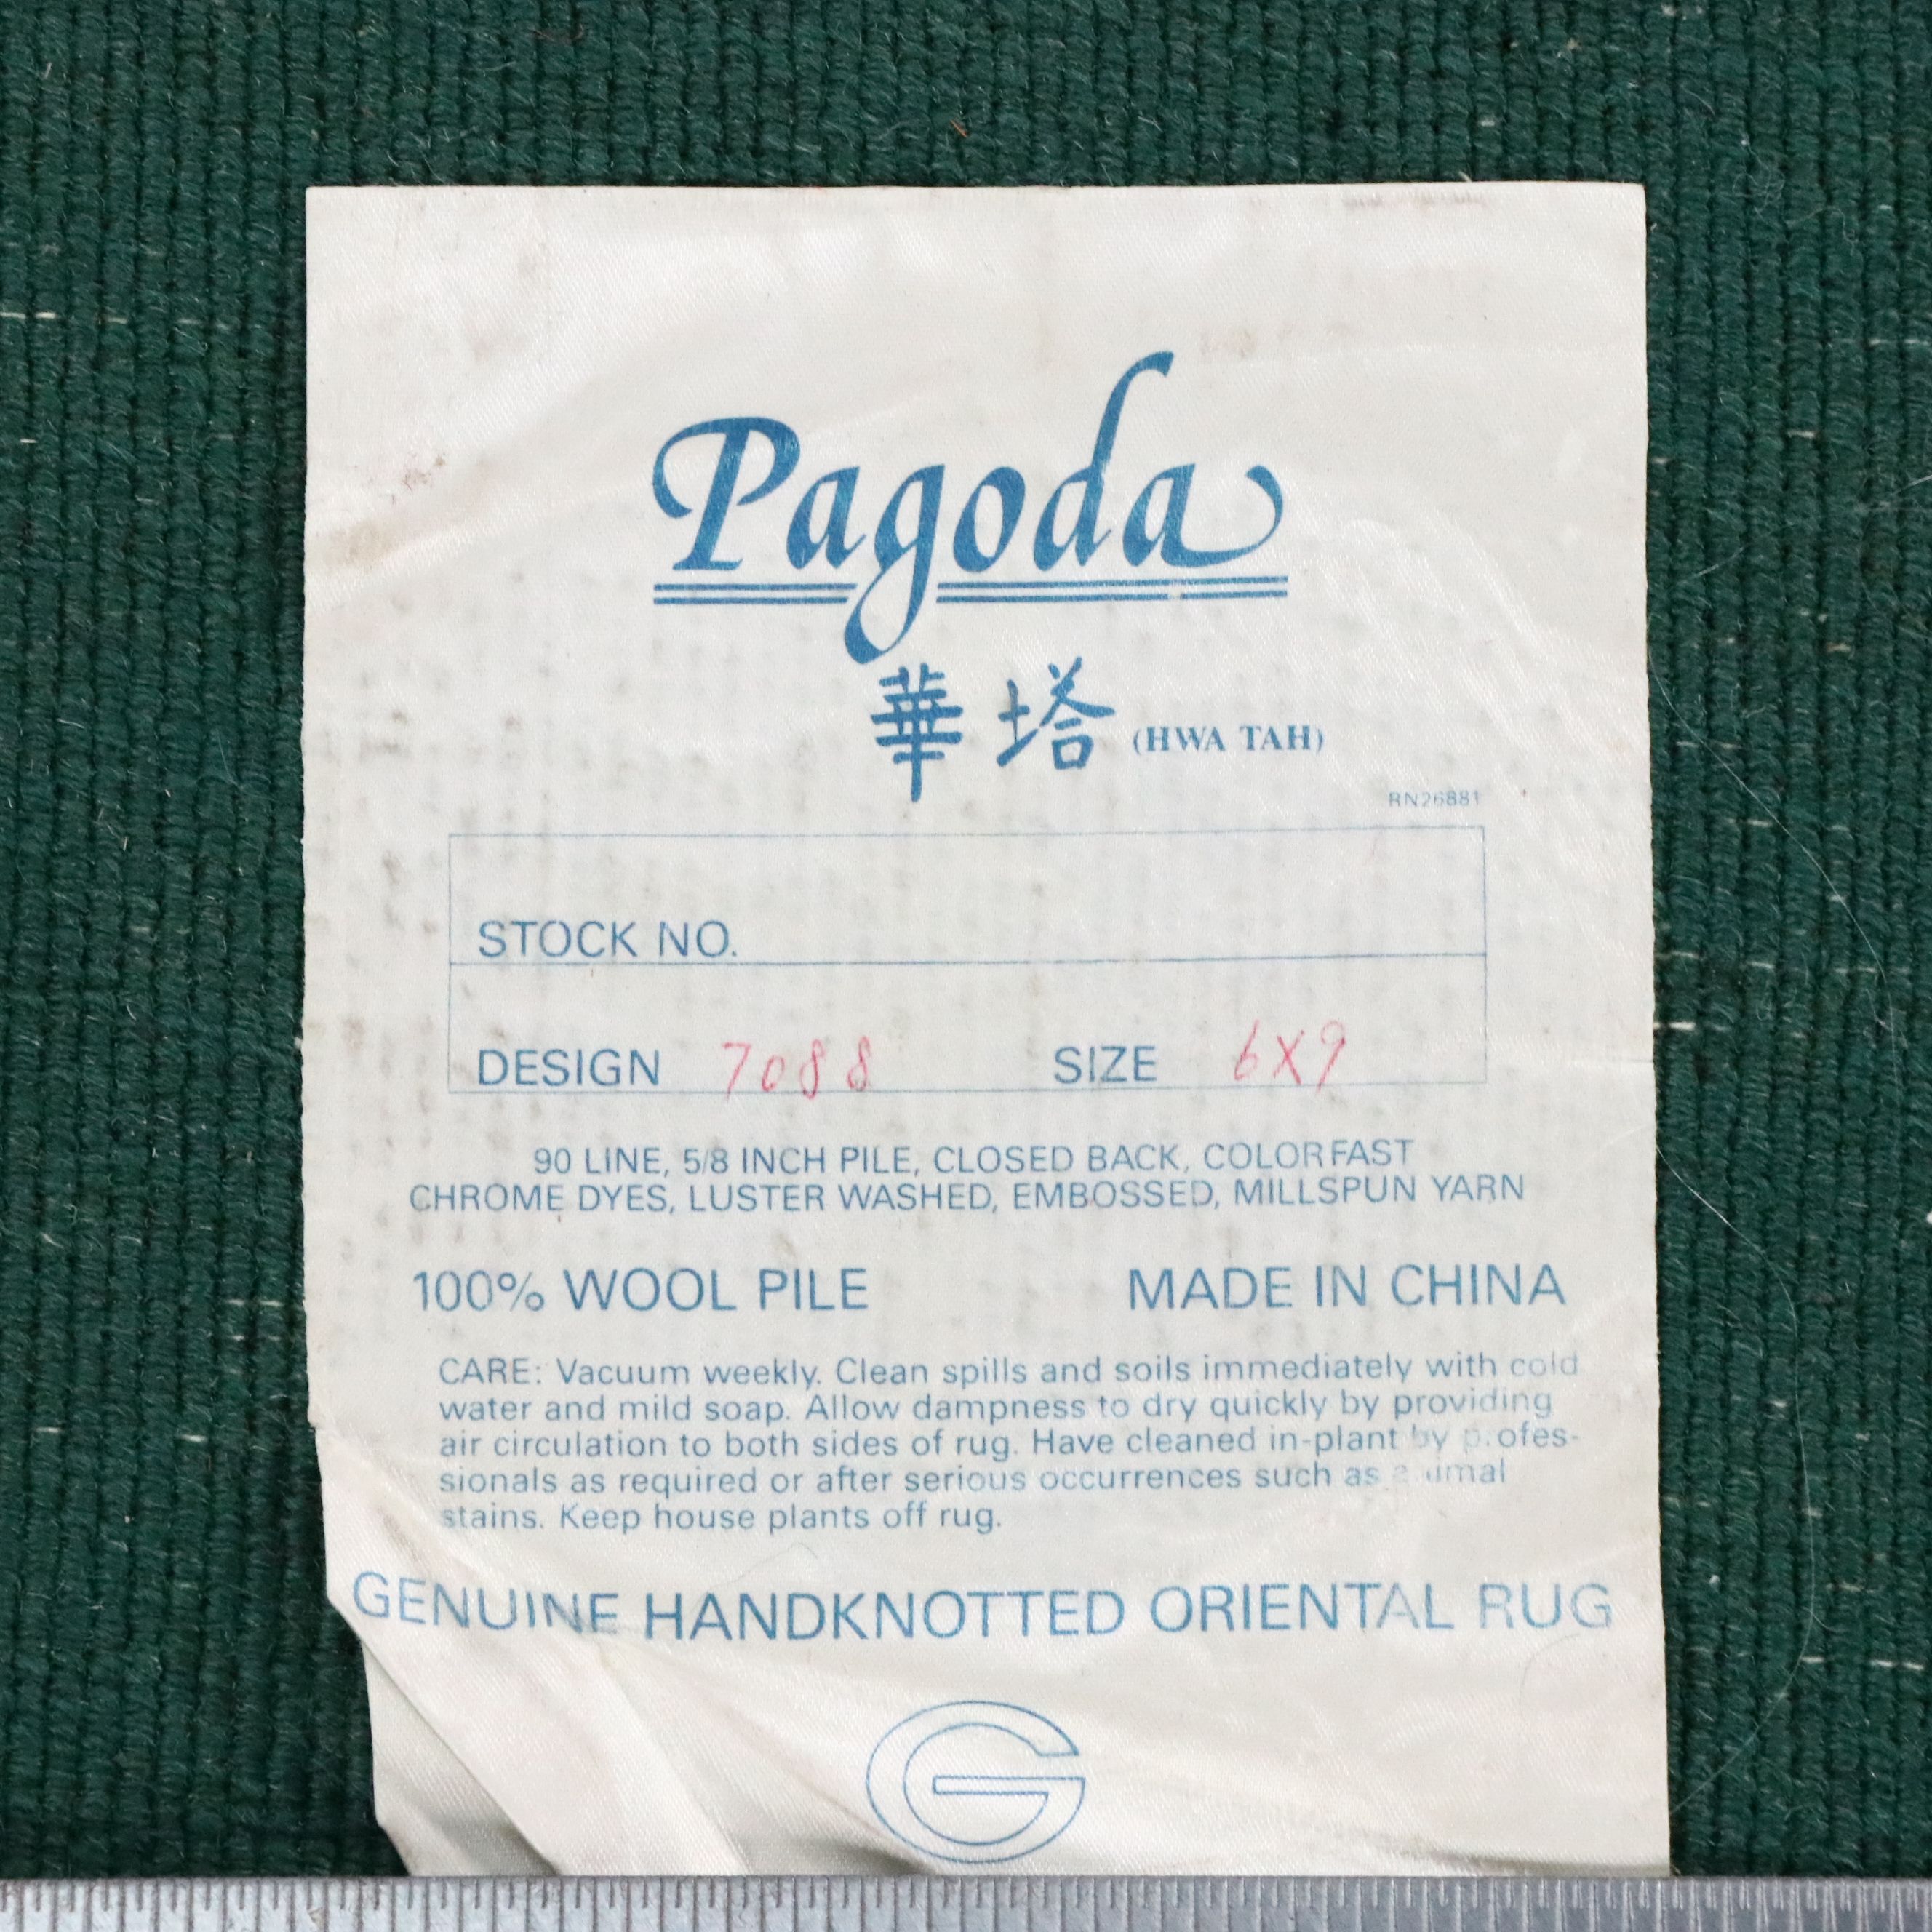 Pagoda
華塔 (HWA TAH)
RN26881
STOCK NO.
DESIGN 7088 SIZE 6X9
90 LINE, 5/8 INCH PILE, CLOSED BACK, COLORFAST
CHROME DYES, LUSTER WASHED, EMBOSSED, MILLSPUN YARN
100% WOOL PILE MADE IN CHINA
CARE: Vacuum weekly. Clean spills and soils immediately with cold
water and mild soap. Allow dampness to dry quickly by providing
air circulation to both sides of rug. Have cleaned in-plant by profes-
sionals as required or after serious occurrences such as animal
stains. Keep house plants off rug.
GENUINE HANDKNOTTED ORIENTAL RUG
G